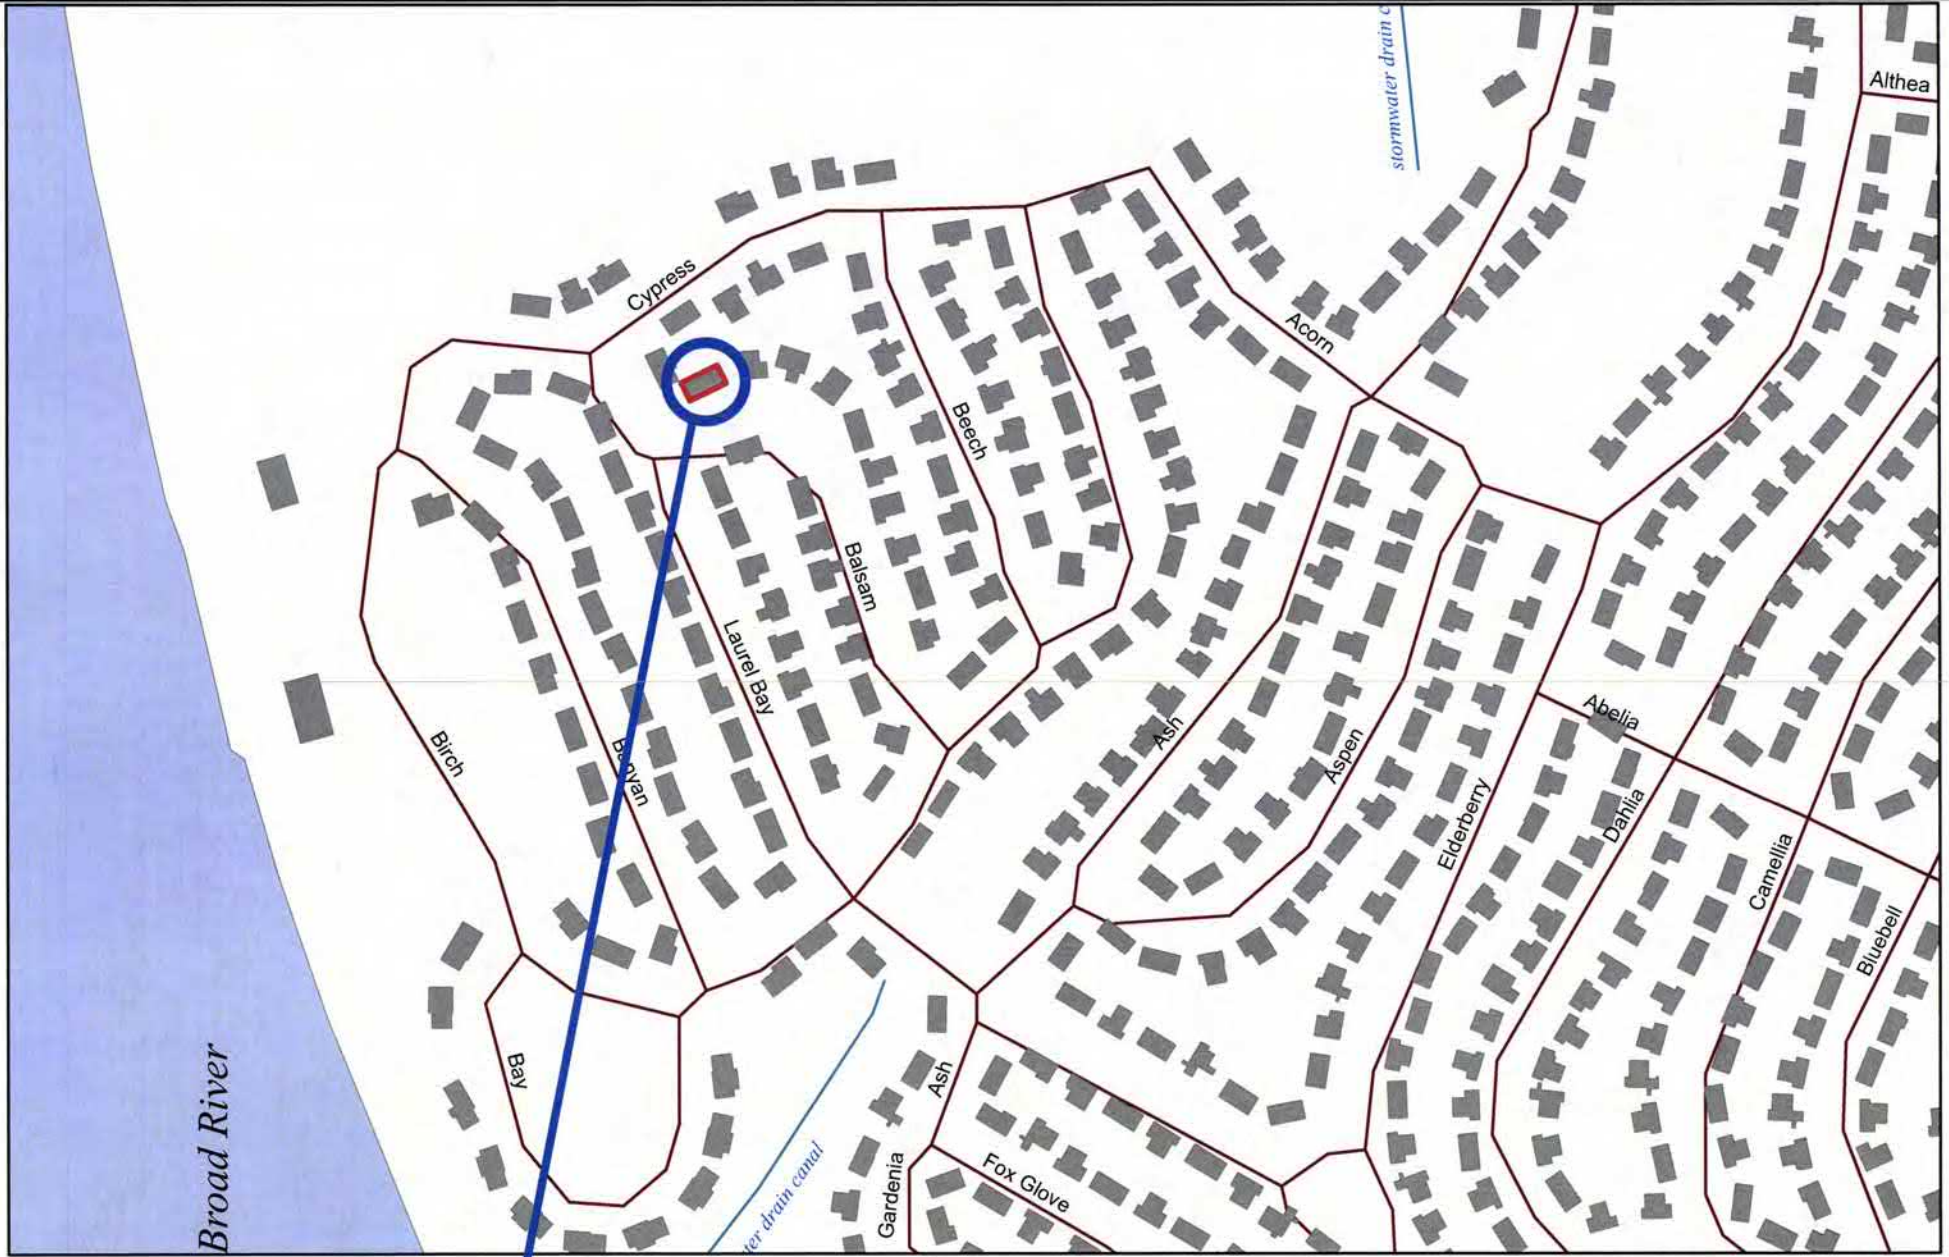 stormwater drain c
Althea
Cypress
Acorn
Beech
Balsam
Laurel Bay
Abelia
Birch
Banyan
Ash
Aspen
Elderberry
Dahlia
Camellia
Bluebell
Broad River
Bay
Ash
ter drain canal
Gardenia
Fox Glove